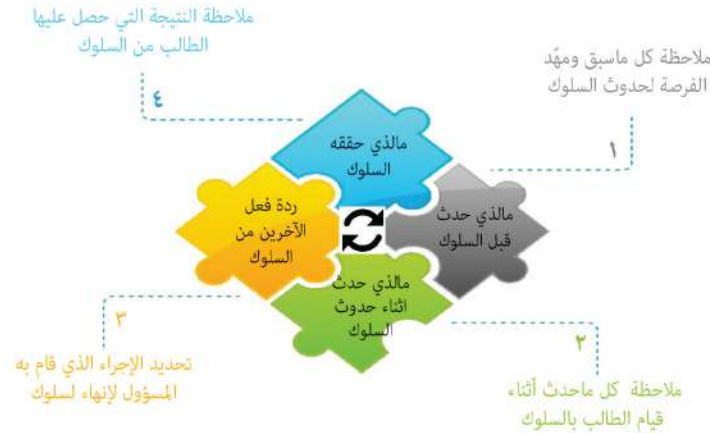 ملاحظة كل ماسبق ومهّد
الفرصة لحدوث السلوك
١
مالذي حدث
قبل السلوك
ملاحظة كل ماحدث أثناء
قيام الطالب بالسلوك
٢
مالذي حدث
اثناء حدوث
السلوك
تحديد الإجراء الذي قام به
المسؤول لإنهاء لسلوك
٣
ردة فعل
الآخرين من
السلوك
ملاحظة النتيجة التي حصل عليها
الطالب من السلوك
٤
مالذي حققه
السلوك